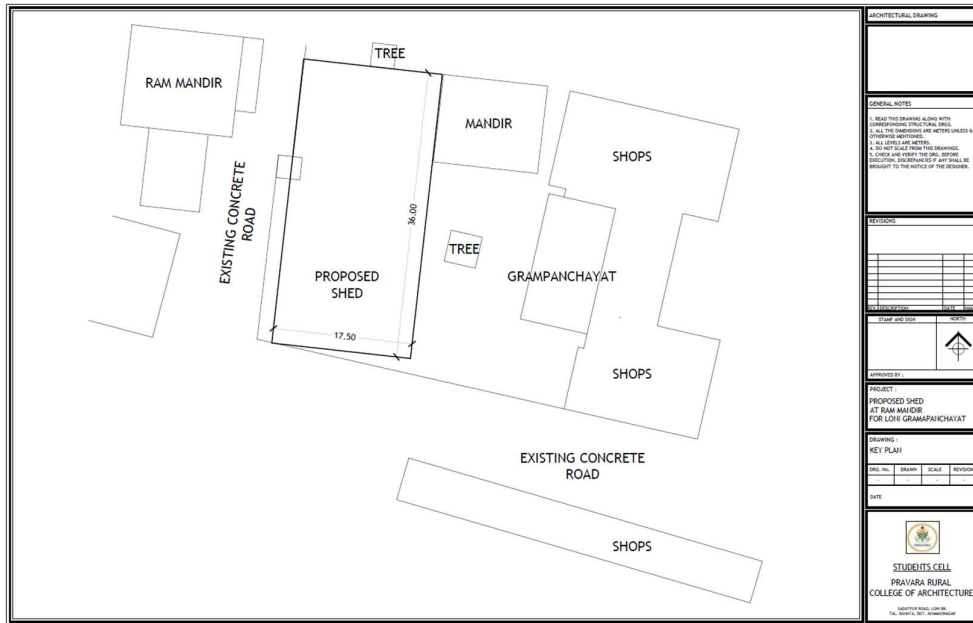 TREE
RAM MANDIR
MANDIR
SHOPS
EXISTING CONCRETE
ROAD
36.00
TREE
PROPOSED
SHED
GRAMPANCHAYAT
17.50
SHOPS
EXISTING CONCRETE
ROAD
SHOPS
ARCHITECTURAL DRAWING
GENERAL NOTES
1. READ THIS DRAWING ALONG WITH
CORRESPONDING STRUCTURAL DRGS.
2. ALL THE DIMENSIONS ARE METERS UNLESS
OTHERWISE MENTIONED.
3. ALL LEVELS ARE METERS.
4. DO NOT SCALE FROM THIS DRAWINGS.
5. CHECK AND VERIFY THE DRG. BEFORE
EXECUTION. DISCREPANCIES IF ANY SHALL BE
BROUGHT TO THE NOTICE OF THE DESIGNER.
REVISIONS
DESCRIPTION DATE
STAMP AND SIGN NORTH
APPROVED BY :
PROJECT :
PROPOSED SHED
AT RAM MANDIR
FOR LONI GRAMAPANCHAYAT
DRAWING :
KEY PLAN
DRG. No. DRAWN SCALE REVISION
- - - -
DATE
STUDENTS CELL
PRAVARA RURAL
COLLEGE OF ARCHITECTURE
TAL. RAHATA, DIST. AHMADNAGAR